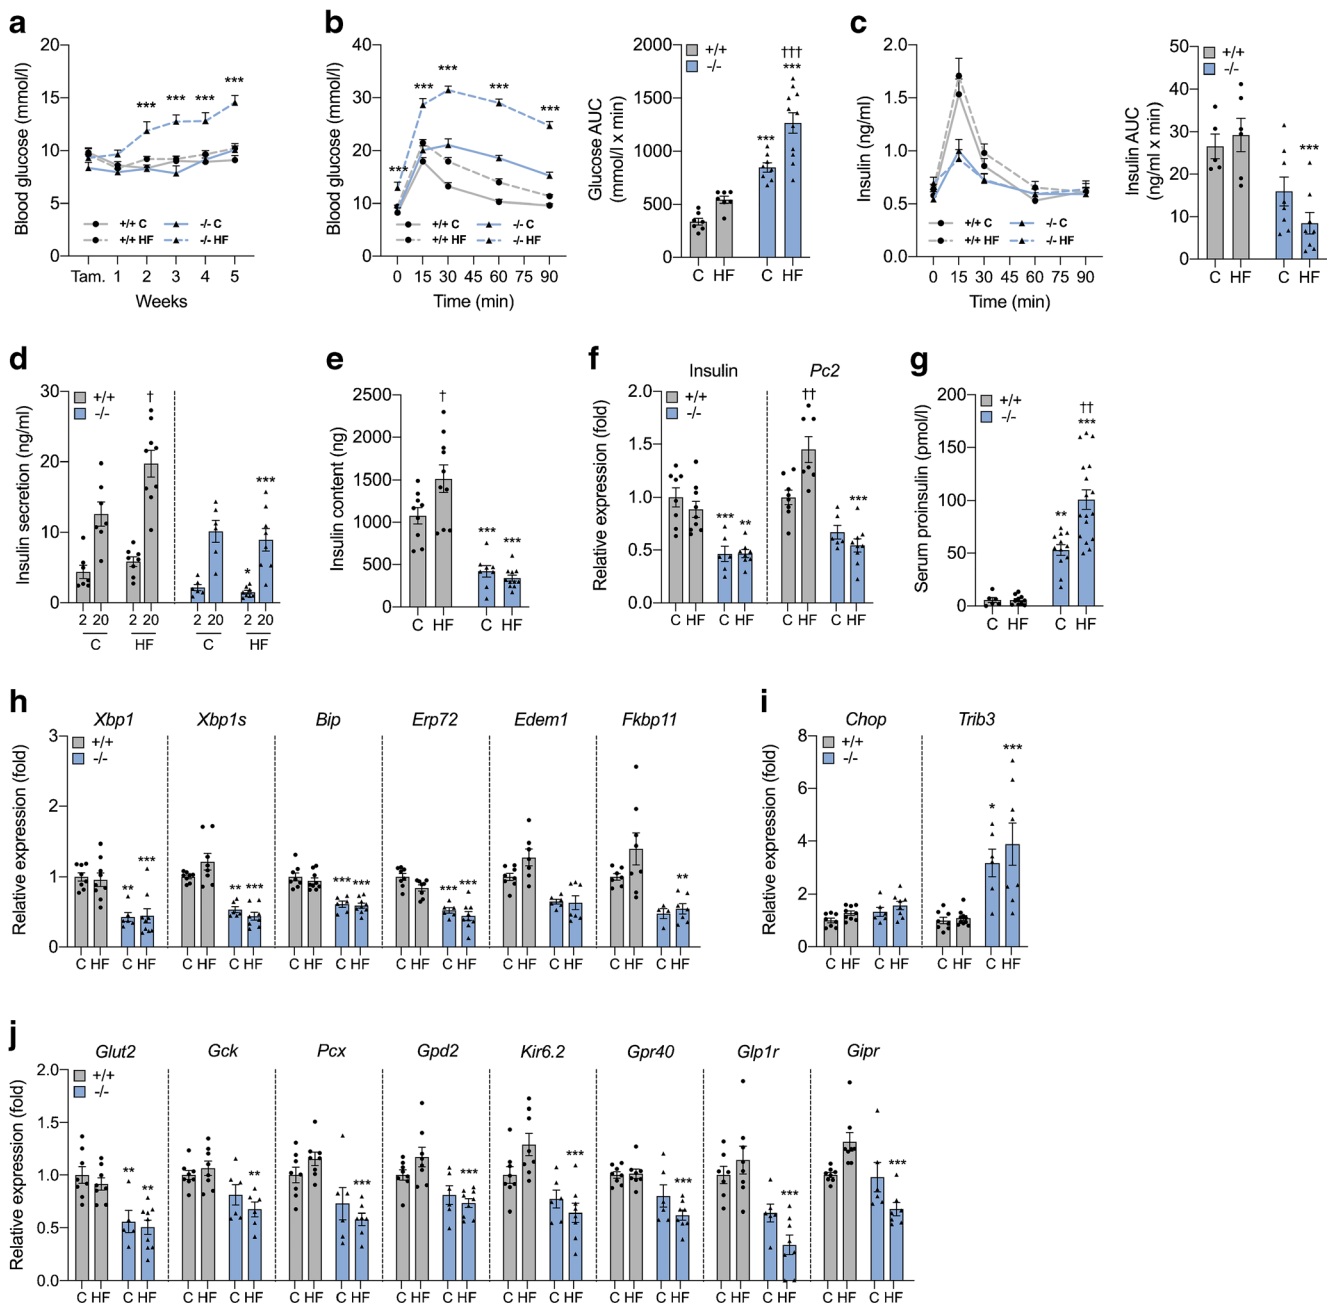 a
Blood glucose (mmol/l)
20
15
10
5
0
***
***
***
***
+/+ C
-/- C
+/+ HF
-/- HF
Tam. 1 2 3 4 5
Weeks
b
Blood glucose (mmol/l)
40
30
20
10
0
***
***
***
***
***
+/+ C
-/- C
+/+ HF
-/- HF
0 15 30 45 60 75 90
Time (min)
Glucose AUC
(mmol/l x min)
2000
1500
1000
500
0
+/+
-/-
***
†††
***
C HF C HF
c
Insulin (ng/ml)
2.0
1.5
1.0
0.5
0.0
+/+ C
-/- C
+/+ HF
-/- HF
0 15 30 45 60 75 90
Time (min)
Insulin AUC
(ng/ml x min)
50
40
30
20
10
0
+/+
-/-
***
C HF C HF
d
Insulin secretion (ng/ml)
30
20
10
0
+/+
-/-
†
*
***
2 20 2 20 2 20 2 20
C HF C HF
e
Insulin content (ng)
2500
2000
1500
1000
500
0
+/+
-/-
†
***
***
C HF C HF
f
Insulin Pc2
Relative expression (fold)
2.0
1.5
1.0
0.5
0.0
+/+
-/-
***
**
††
***
C HF C HF C HF C HF
g
Serum proinsulin (pmol/l)
200
150
100
50
0
+/+
-/-
**
††
***
C HF C HF
h
Xbp1 Xbp1s Bip Erp72 Edem1 Fkbp11
Relative expression (fold)
3
2
1
0
+/+
-/-
** *** ** *** *** *** *** *** **
C HF C HF C HF C HF C HF C HF C HF C HF C HF C HF C HF C HF
i
Chop Trib3
Relative expression (fold)
8
6
4
2
0
+/+
-/-
*
***
C HF C HF C HF C HF
j
Glut2 Gck Pcx Gpd2 Kir6.2 Gpr40 Glp1r Gipr
Relative expression (fold)
2.0
1.5
1.0
0.5
0.0
+/+
-/-
** ** ** *** *** *** *** *** ***
C HF C HF C HF C HF C HF C HF C HF C HF C HF C HF C HF C HF C HF C HF C HF C HF